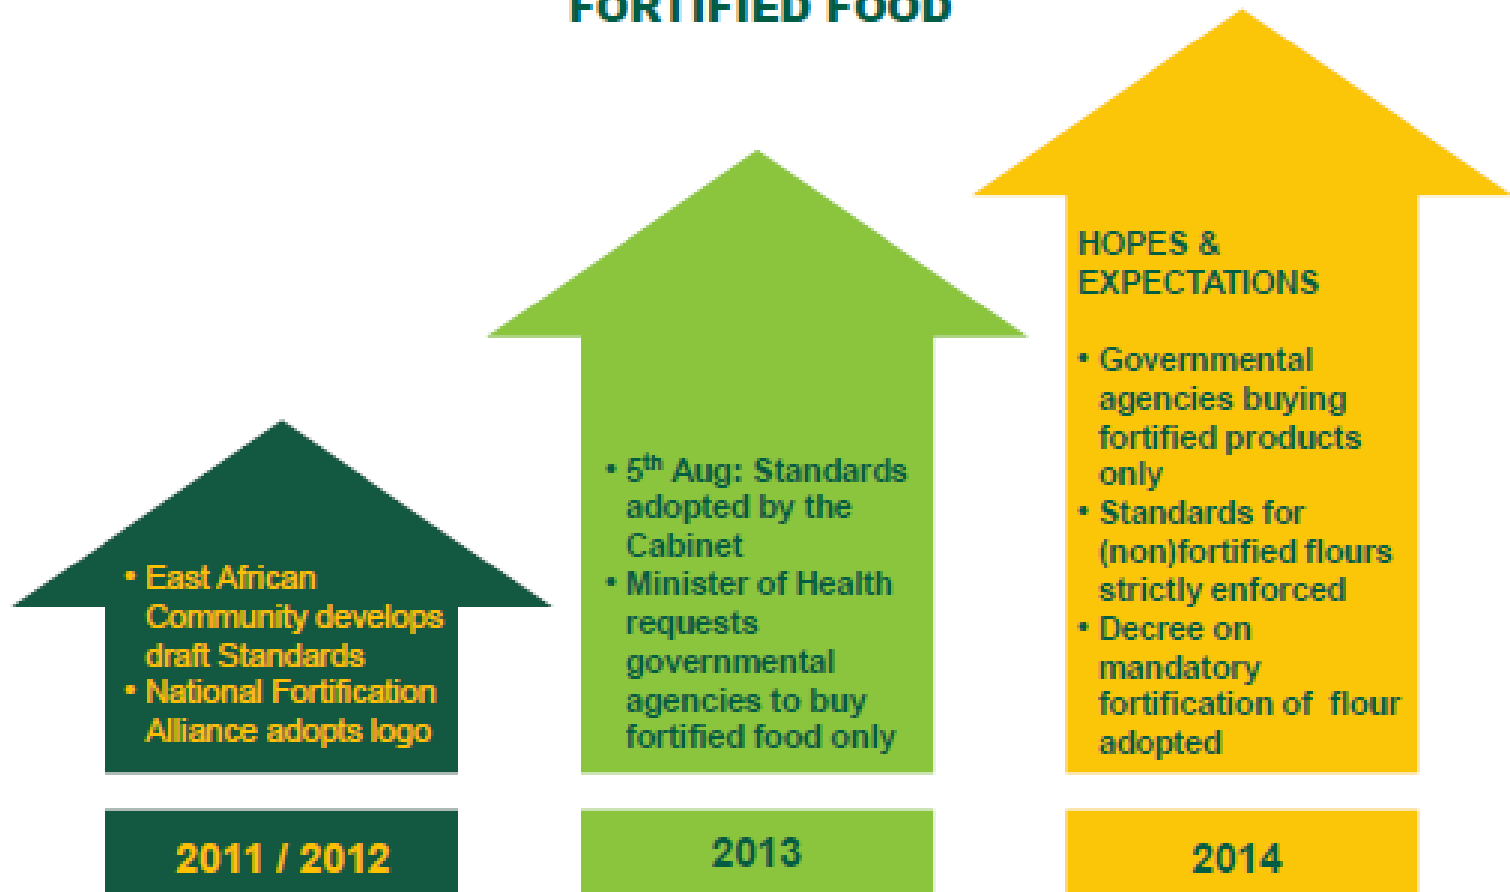 FORTIFIED FOOD
• East African
Community develops
draft Standards
• National Fortification
Alliance adopts logo
2011 / 2012
• 5th Aug: Standards
adopted by the
Cabinet
• Minister of Health
requests
governmental
agencies to buy
fortified food only
2013
HOPES &
EXPECTATIONS
• Governmental
agencies buying
fortified products
only
• Standards for
(non)fortified flours
strictly enforced
• Decree on
mandatory
fortification of flour
adopted
2014